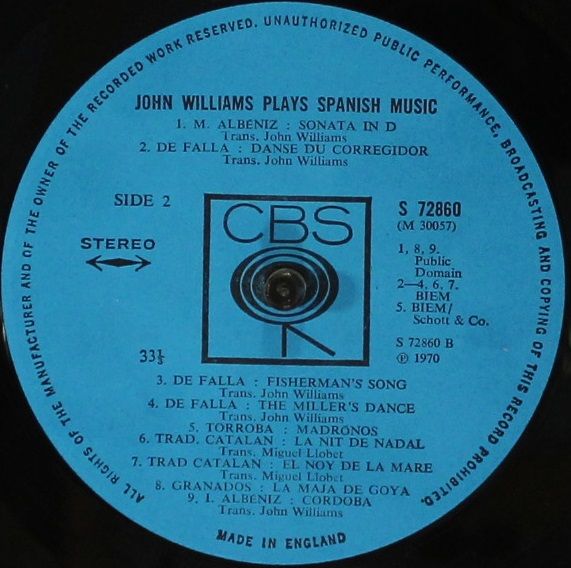 ALL RIGHTS OF THE MANUFACTURER AND OF THE OWNER OF THE RECORDED WORK RESERVED. UNAUTHORIZED PUBLIC PERFORMANCE, BROADCASTING AND COPYING OF THIS RECORD PROHIBITED.
JOHN WILLIAMS PLAYS SPANISH MUSIC
1. M. ALBENIZ : SONATA IN D
Trans. John Williams
2. DE FALLA : DANSE DU CORREGIDOR
Trans. John Williams
SIDE 2
STEREO
33⅓
CBS
S 72860
(M 30057)
1, 8, 9.
Public
Domain
2—4, 6, 7.
BIEM
5. BIEM/
Schott & Co.
S 72860 B
℗ 1970
3. DE FALLA : FISHERMAN'S SONG
Trans. John Williams
4. DE FALLA : THE MILLER'S DANCE
Trans. John Williams
5. TORROBA : MADRONOS
6. TRAD. CATALAN : LA NIT DE NADAL
Trans. Miguel Llobet
7. TRAD CATALAN : EL NOY DE LA MARE
Trans. Miguel Llobet
8. GRANADOS : LA MAJA DE GOYA
9. I. ALBENIZ : CORDOBA
Trans. John Williams
MADE IN ENGLAND